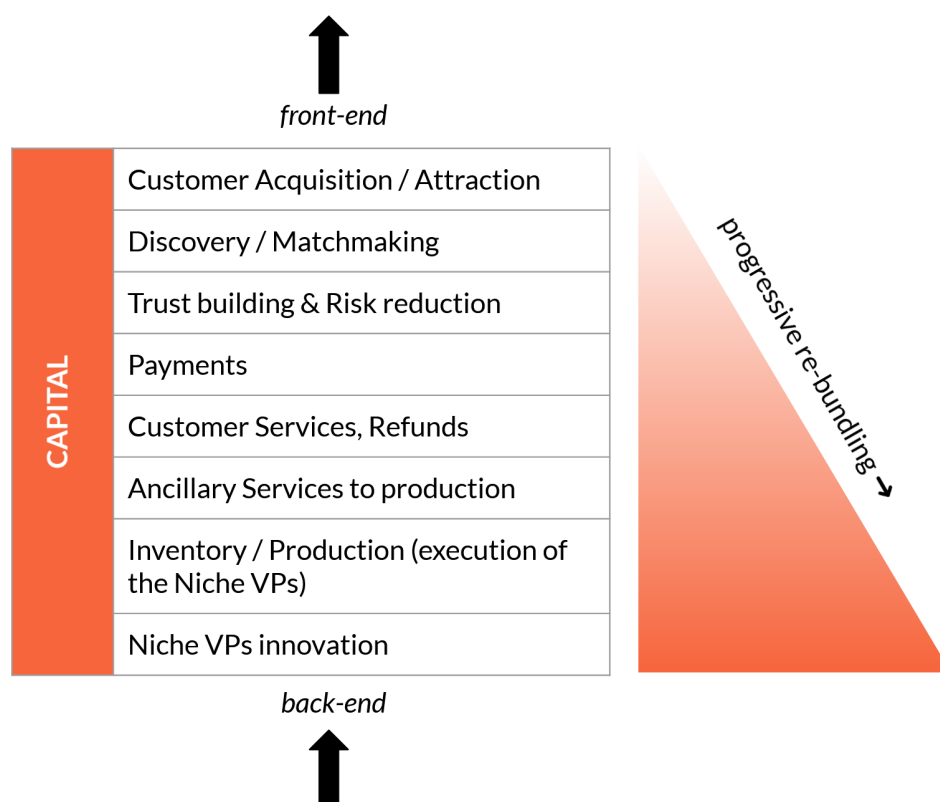 front-end
CAPITAL
Customer Acquisition / Attraction
Discovery / Matchmaking
Trust building & Risk reduction
Payments
Customer Services, Refunds
Ancillary Services to production
Inventory / Production (execution of
the Niche VPs)
Niche VPs innovation
progressive re-bundling ➔
back-end